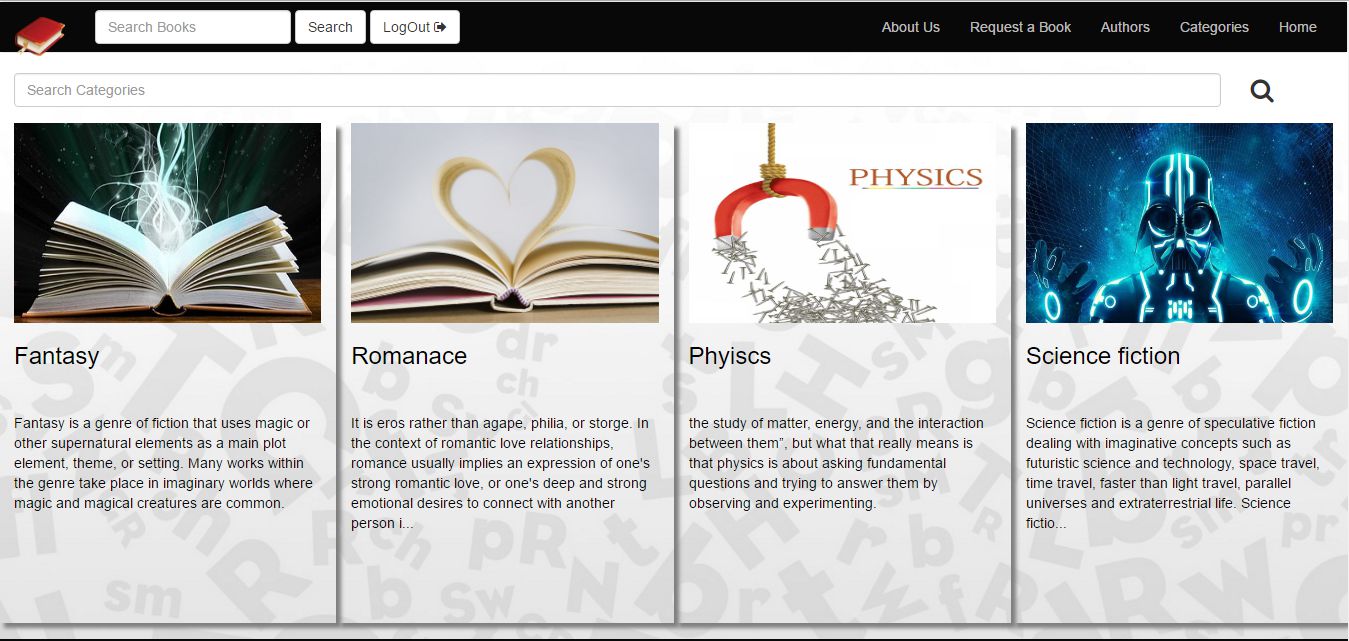 Search Books
Search
LogOut
About Us
Request a Book
Authors
Categories
Home
Search Categories
PHYSICS
Fantasy
Fantasy is a genre of fiction that uses magic or
other supernatural elements as a main plot
element, theme, or setting. Many works within
the genre take place in imaginary worlds where
magic and magical creatures are common.
Romanace
It is eros rather than agape, philia, or storge. In
the context of romantic love relationships,
romance usually implies an expression of one's
strong romantic love, or one's deep and strong
emotional desires to connect with another
person i...
Phyiscs
the study of matter, energy, and the interaction
between them”, but what that really means is
that physics is about asking fundamental
questions and trying to answer them by
observing and experimenting.
Science fiction
Science fiction is a genre of speculative fiction
dealing with imaginative concepts such as
futuristic science and technology, space travel,
time travel, faster than light travel, parallel
universes and extraterrestrial life. Science
fictio...